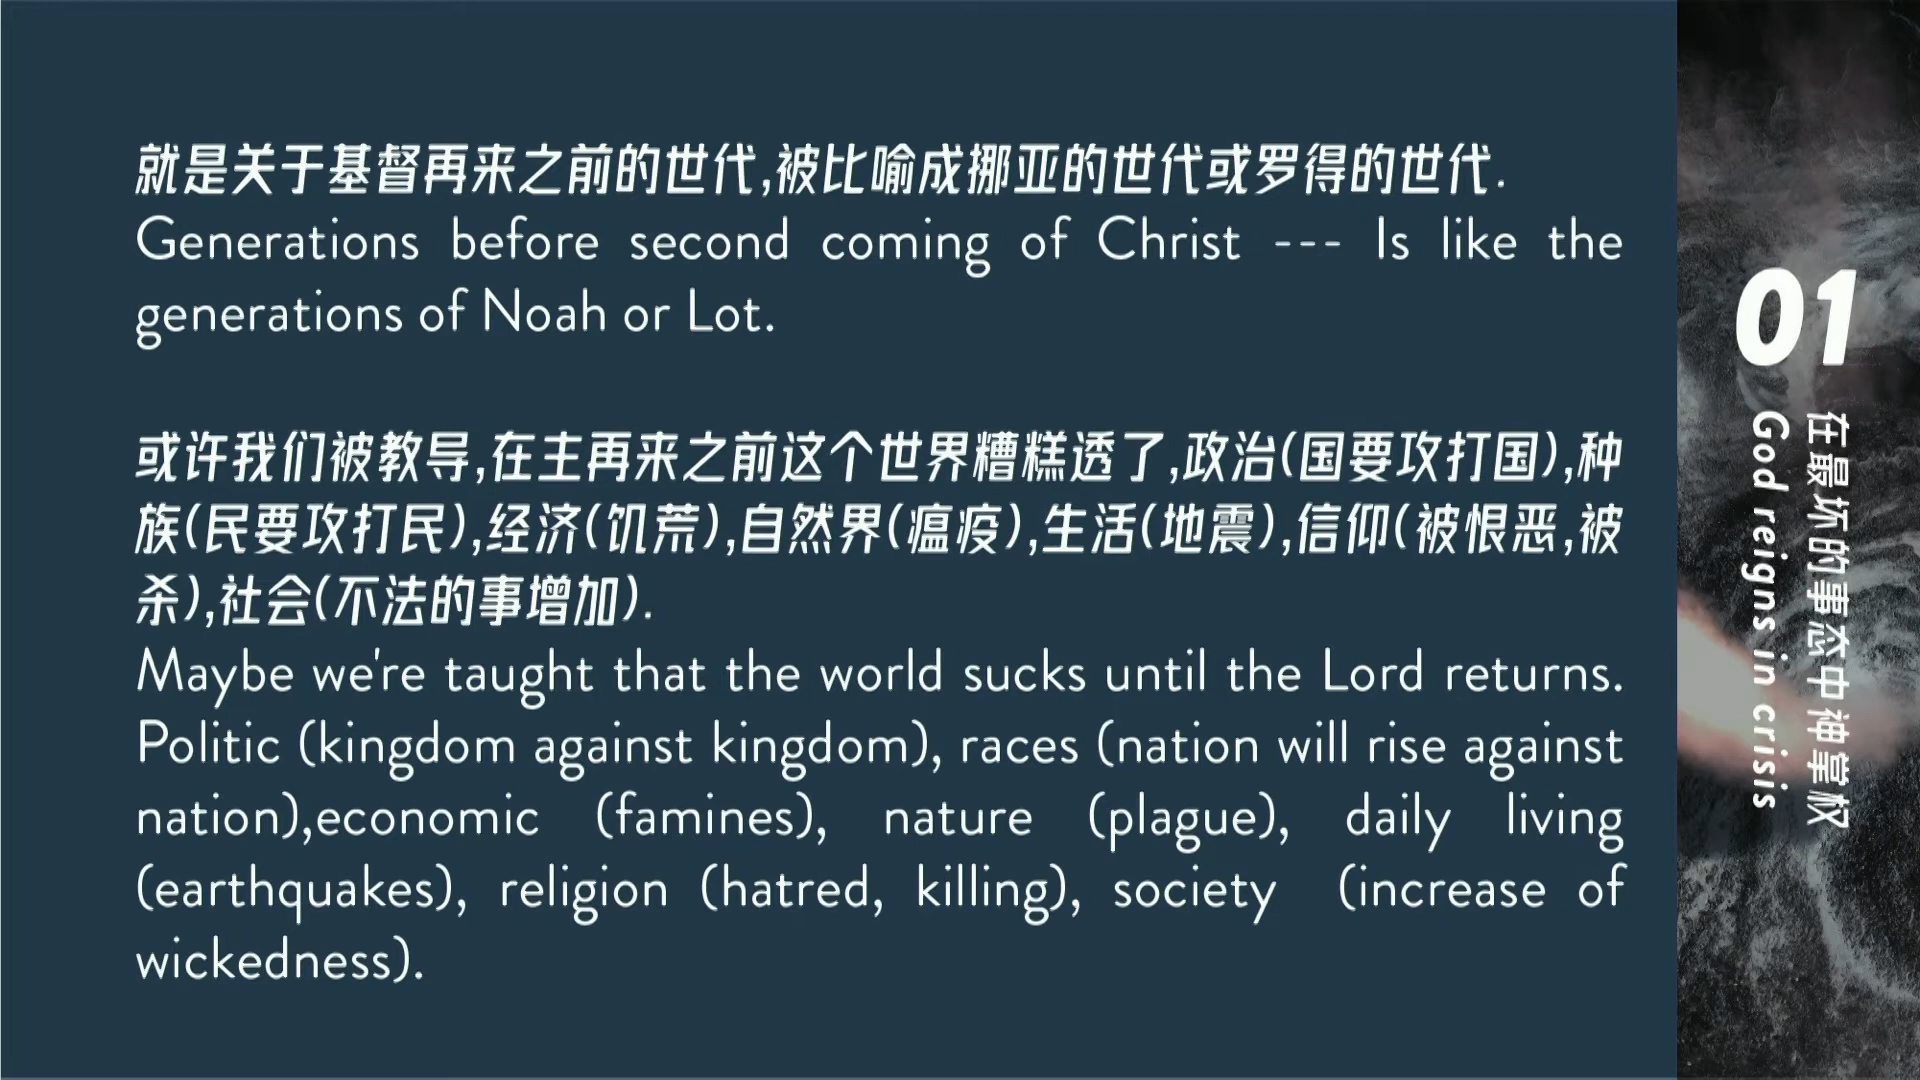 就是关于基督再来之前的世代,被比喻成挪亚的世代或罗得的世代.
Generations before second coming of Christ --- Is like the
generations of Noah or Lot.
或许我们被教导,在主再来之前这个世界糟糕透了,政治(国要攻打国),种
族(民要攻打民),经济(饥荒),自然界(瘟疫),生活(地震),信仰(被恨恶,被
杀),社会(不法的事增加).
Maybe we're taught that the world sucks until the Lord returns.
Politic (kingdom against kingdom), races (nation will rise against
nation),economic (famines), nature (plague), daily living
(earthquakes), religion (hatred, killing), society (increase of
wickedness).
01
在最坏的事态中神掌权
God reigns in crisis